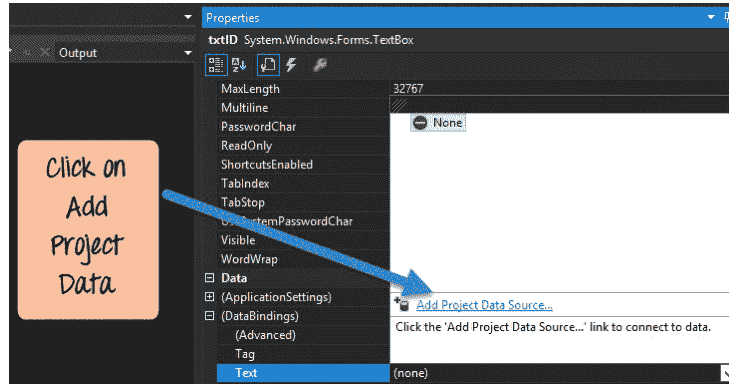 Properties
txtID System.Windows.Forms.TextBox
Output
MaxLength 32767
Multiline
PasswordChar
None
ReadOnly
ShortcutsEnabled
TabIndex
TabStop
Visible
WordWrap
Data
(ApplicationSettings)
Add Project Data Source...
(DataBindings)
Click the 'Add Project Data Source...' link to connect to data.
(Advanced)
Tag
Text (none)
Click on
Add
Project
Data